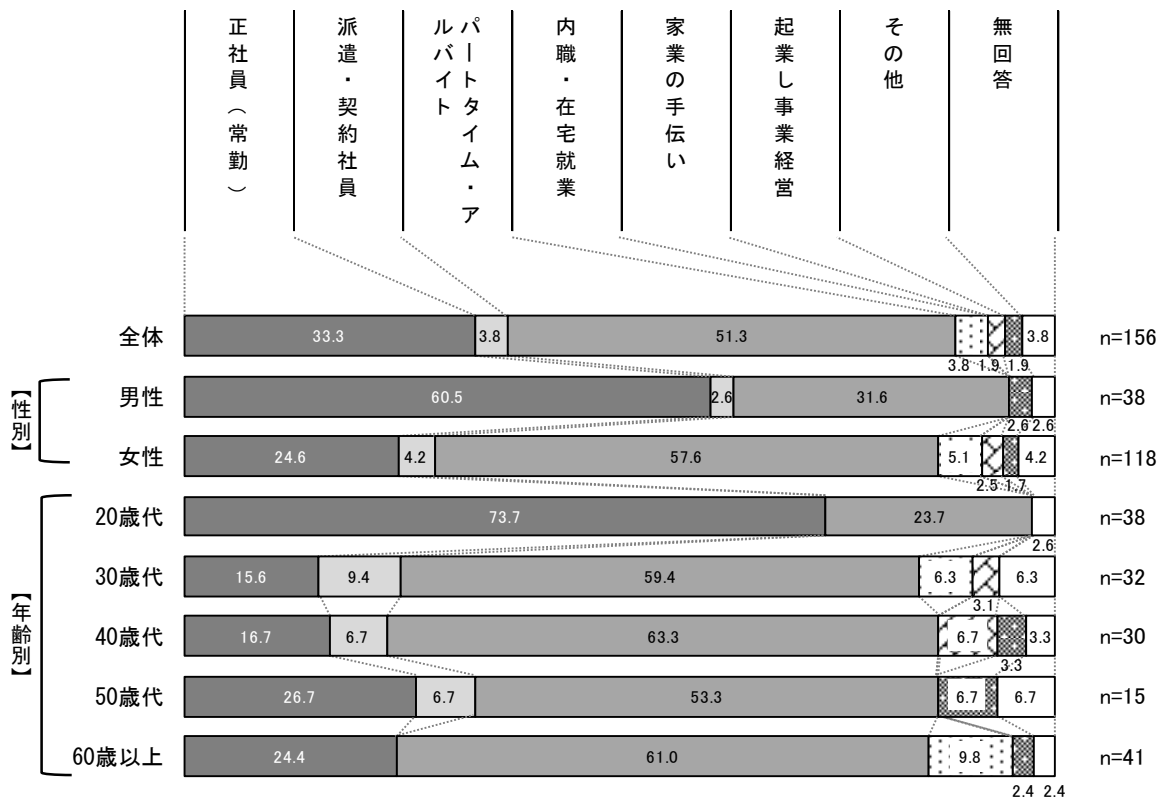 正社員（常勤）
派遣・契約社員
パートタイム・ア
ルバイト
内職・在宅就業
家業の手伝い
起業し事業経営
その他
無回答
全体 33.3 3.8 51.3 3.8 n=156
3.8 1.9 1.9
【性別】
男性 60.5 2.6 31.6 n=38
2.6 2.6
女性 24.6 4.2 57.6 5.1 4.2 n=118
2.5 1.7
【年齢別】
20歳代 73.7 23.7 n=38
2.6
30歳代 15.6 9.4 59.4 6.3 6.3 n=32
3.1
40歳代 16.7 6.7 63.3 6.7 3.3 n=30
3.3
50歳代 26.7 6.7 53.3 6.7 6.7 n=15
60歳以上 24.4 61.0 9.8 n=41
2.4 2.4